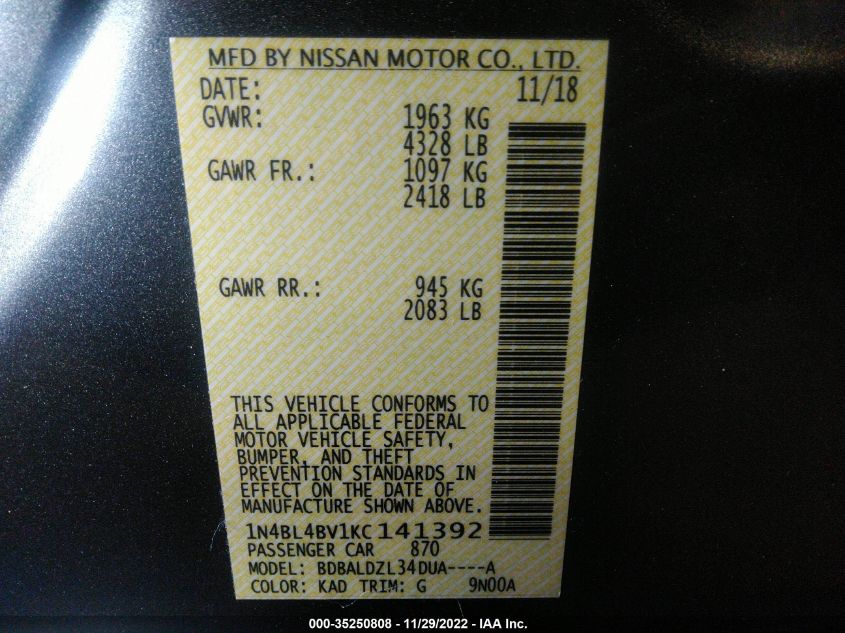 MFD BY NISSAN MOTOR CO., LTD.
DATE: 11/18
GVWR: 1963 KG
4328 LB
GAWR FR.: 1097 KG
2418 LB
GAWR RR.: 945 KG
2083 LB
THIS VEHICLE CONFORMS TO
ALL APPLICABLE FEDERAL
MOTOR VEHICLE SAFETY,
BUMPER, AND THEFT
PREVENTION STANDARDS IN
EFFECT ON THE DATE OF
MANUFACTURE SHOWN ABOVE.
1N4BL4BV1KC141392
PASSENGER CAR 870
MODEL: BDBALDZL34DUA----A
COLOR: KAD TRIM: G 9N00A
000-35250808 - 11/29/2022 - IAA Inc.